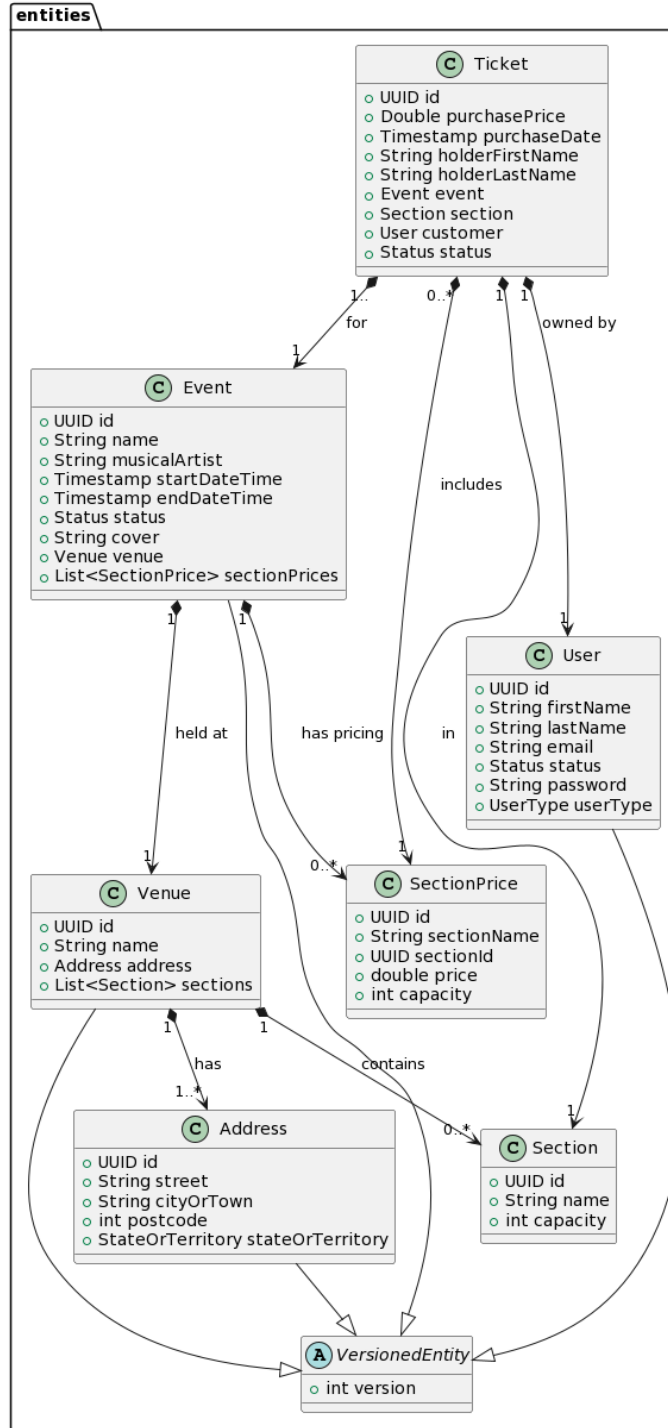 entities
C Ticket
UUID id
Double purchasePrice
Timestamp purchaseDate
String holderFirstName
String holderLastName
Event event
Section section
User customer
Status status
1.. 0..* 1 1
for
owned by
1
C Event
UUID id
String name
String musicalArtist
Timestamp startDateTime
Timestamp endDateTime
Status status
String cover
Venue venue
List<SectionPrice> sectionPrices
includes
1 1
1
C User
UUID id
String firstName
String lastName
String email
Status status
String password
UserType userType
held at
has pricing
in
1
0..*
1
C Venue
UUID id
String name
Address address
List<Section> sections
C SectionPrice
UUID id
String sectionName
UUID sectionId
double price
int capacity
1 1
has
contains
1..*
0..*
1
C Address
UUID id
String street
String cityOrTown
int postcode
StateOrTerritory stateOrTerritory
C Section
UUID id
String name
int capacity
A VersionedEntity
int version